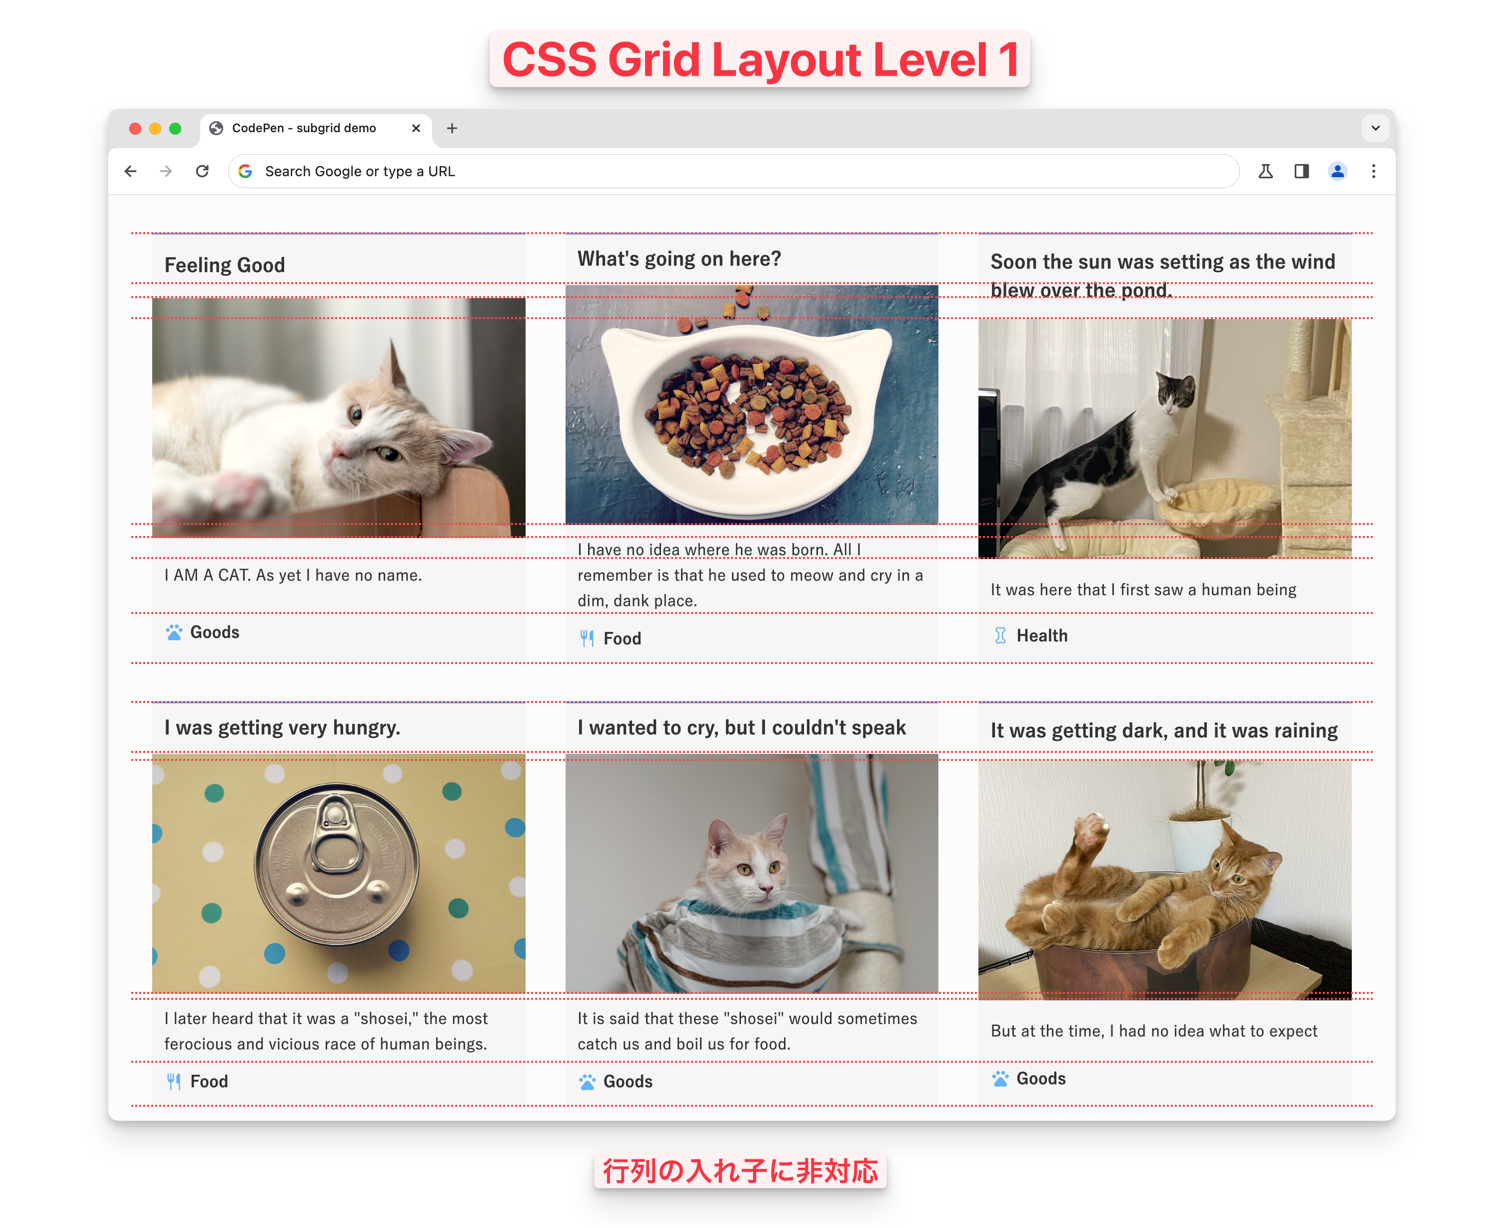 CSS Grid Layout Level 1
CodePen - subgrid demo
Search Google or type a URL
Feeling Good
What's going on here?
Soon the sun was setting as the wind
blew over the pond.
I AM A CAT. As yet I have no name.
Goods
I have no idea where he was born. All I
remember is that he used to meow and cry in a
dim, dank place.
Food
It was here that I first saw a human being
Health
I was getting very hungry.
I wanted to cry, but I couldn't speak
It was getting dark, and it was raining
I later heard that it was a "shosei," the most
ferocious and vicious race of human beings.
Food
It is said that these "shosei" would sometimes
catch us and boil us for food.
Goods
But at the time, I had no idea what to expect
Goods
行列の入れ子に非対応